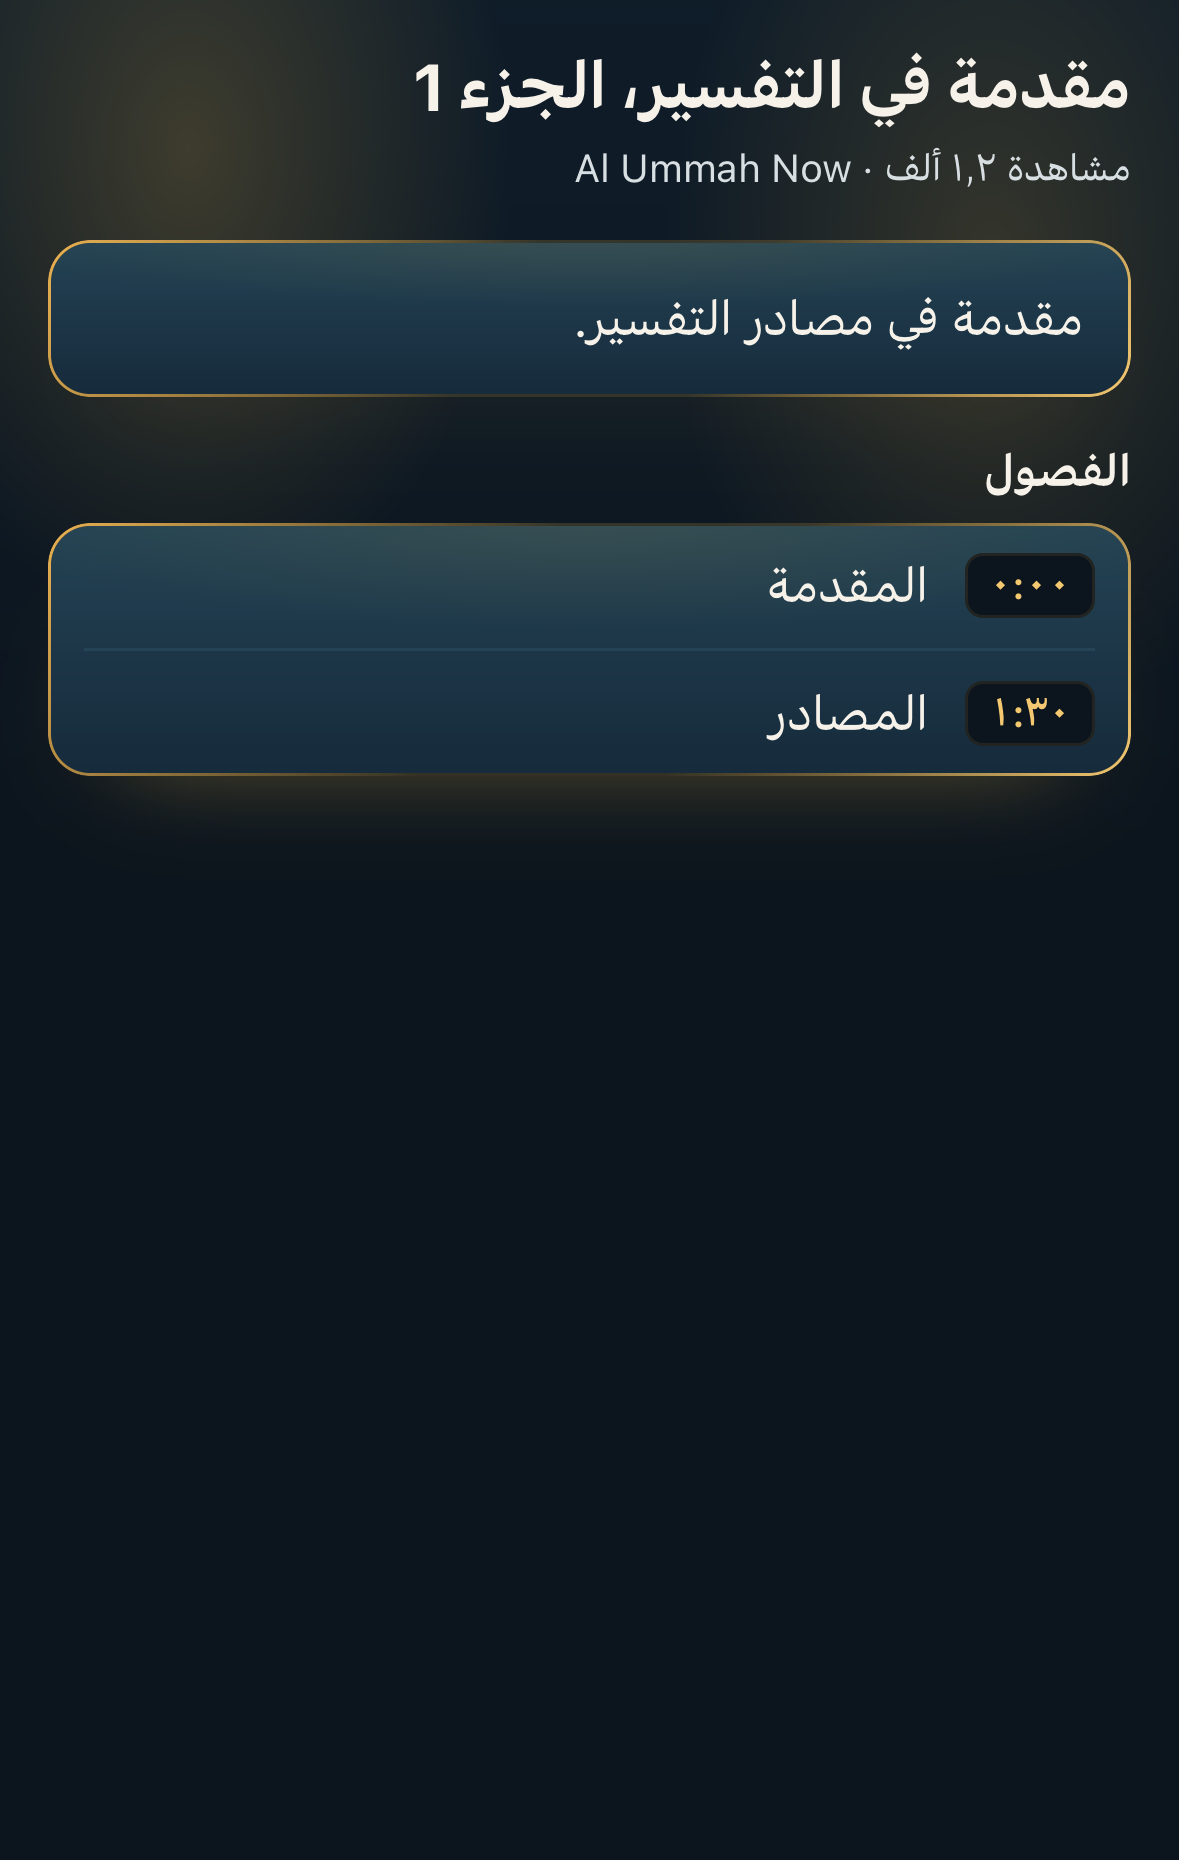 مقدمة في التفسير، الجزء 1
مشاهدة ١,٢ ألف · Al Ummah Now
مقدمة في مصادر التفسير.
الفصول
٠:٠٠ المقدمة
١:٣٠ المصادر